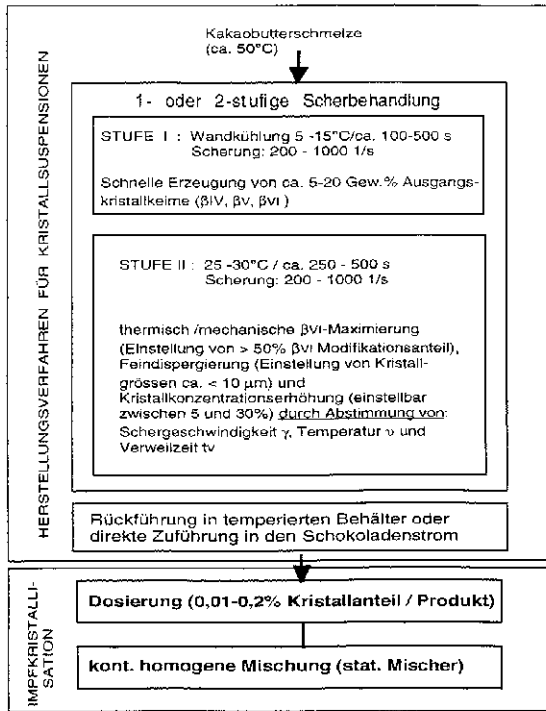 Kakaobutterschmelze
(ca. 50°C)
HERSTELLUNGSVERFAHREN FÜR KRISTALLSUSPENSIONEN
1- oder 2-stufige Scherbehandlung
STUFE I : Wandkühlung 5 -15°C/ca. 100-500 s
Scherung: 200 - 1000 1/s
Schnelle Erzeugung von ca. 5-20 Gew.% Ausgangs-
kristallkeime (βIV, βV, βVI )
STUFE II : 25 -30°C / ca. 250 - 500 s
Scherung: 200 - 1000 1/s
thermisch /mechanische βVI-Maximierung
(Einstellung von > 50% βVI Modifikationsanteil),
Feindispergierung (Einstellung von Kristall-
grössen ca. < 10 μm) und
Kristallkonzentrationserhöhung (einstellbar
zwischen 5 und 30%) durch Abstimmung von:
Schergeschwindigkeit γ, Temperatur υ und
Verweilzeit tv
Rückführung in temperierten Behälter oder
direkte Zuführung in den Schokoladenstrom
IMPFKRISTALLI-
SATION
Dosierung (0,01-0,2% Kristallanteil / Produkt)
kont. homogene Mischung (stat. Mischer)